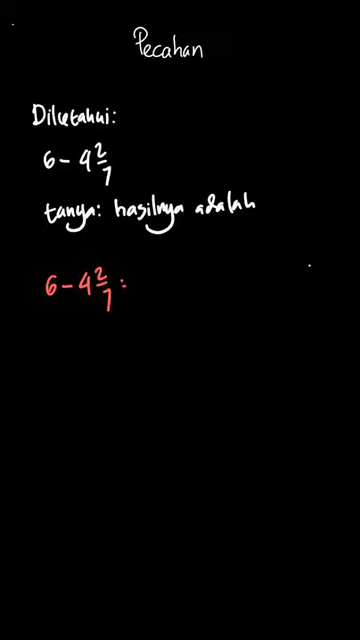 Pecahan
Diketahui:
6 - 4 2/7
tanya: hasilnya adalah
6 - 4 2/7 =